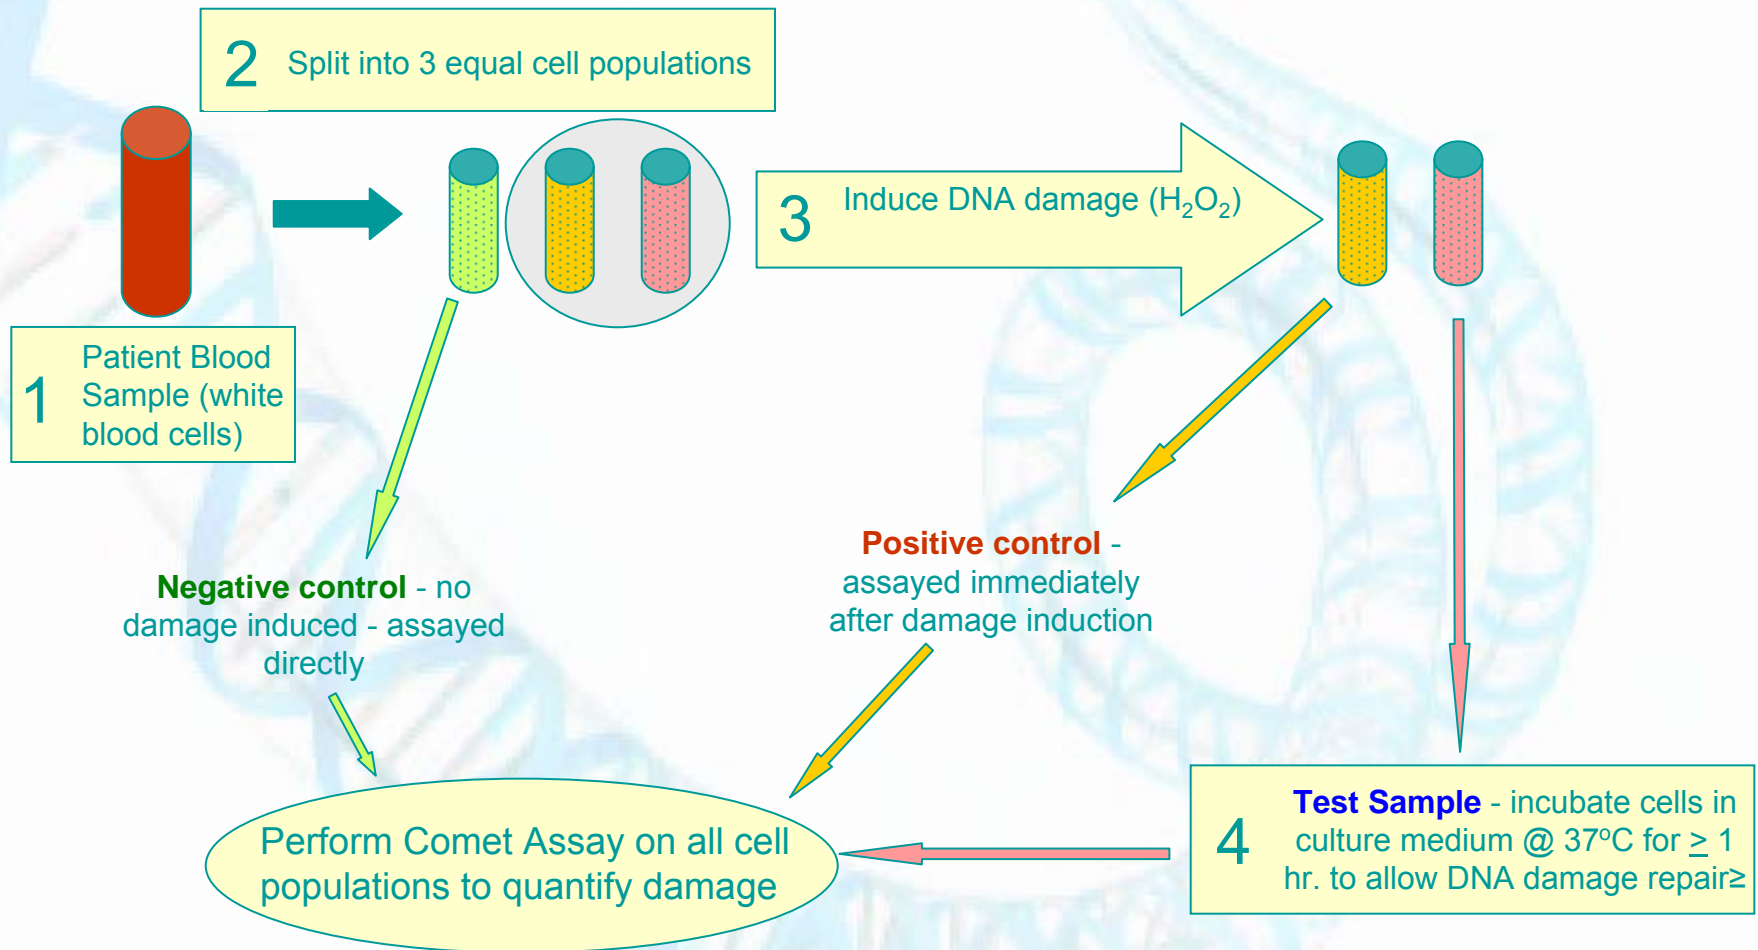 2 Split into 3 equal cell populations
1 Patient Blood
Sample (white
blood cells)
3 Induce DNA damage (H₂O₂)
Negative control - no
damage induced - assayed
directly
Positive control -
assayed immediately
after damage induction
4 Test Sample - incubate cells in
culture medium @ 37ºC for ≥ 1
hr. to allow DNA damage repair≥
Perform Comet Assay on all cell
populations to quantify damage